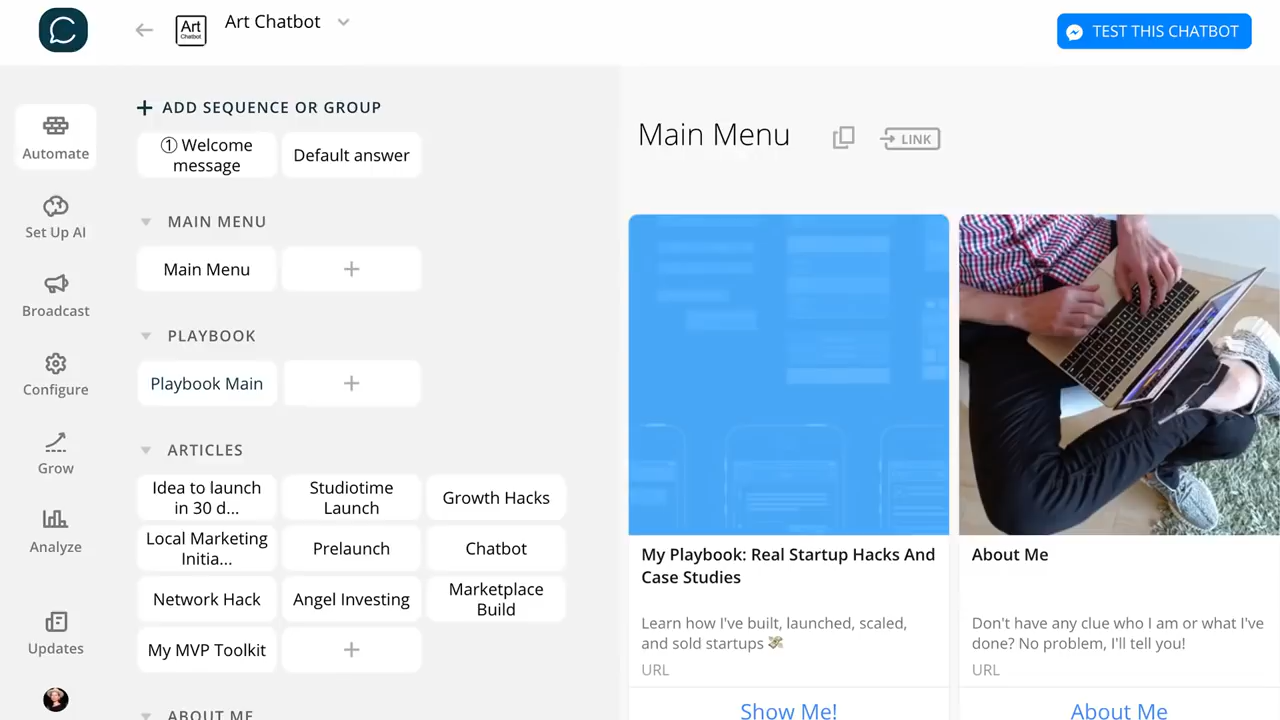 Art
Chatbot
Art Chatbot
TEST THIS CHATBOT
Automate
Set Up AI
Broadcast
Configure
Grow
Analyze
Updates
+ ADD SEQUENCE OR GROUP
① Welcome
message
Default answer
MAIN MENU
Main Menu
+
PLAYBOOK
Playbook Main
+
ARTICLES
Idea to launch
in 30 d...
Studiotime
Launch
Growth Hacks
Local Marketing
Initia...
Prelaunch
Chatbot
Network Hack
Angel Investing
Marketplace
Build
My MVP Toolkit
+
ABOUT ME
Main Menu
LINK
My Playbook: Real Startup Hacks And
Case Studies
Learn how I've built, launched, scaled,
and sold startups 💸
URL
Show Me!
About Me
Don't have any clue who I am or what I've
done? No problem, I'll tell you!
URL
About Me